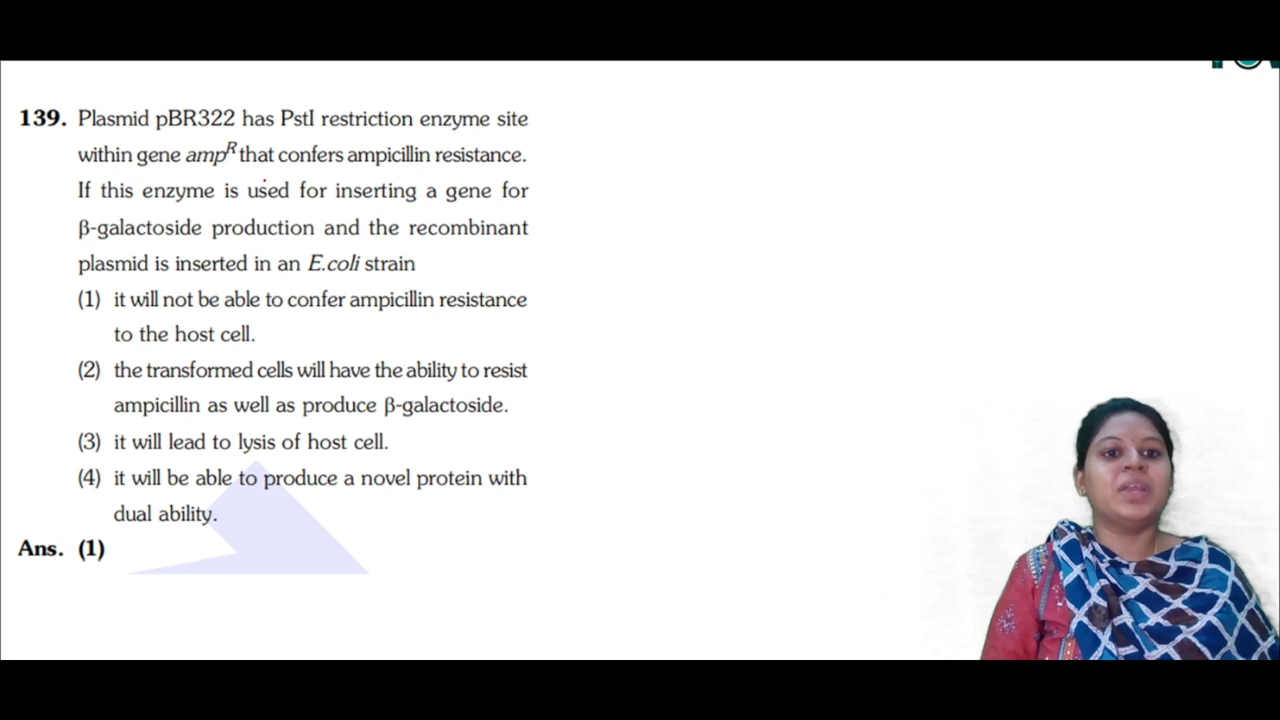 139. Plasmid pBR322 has PstI restriction enzyme site
within gene ampR that confers ampicillin resistance.
If this enzyme is used for inserting a gene for
β-galactoside production and the recombinant
plasmid is inserted in an E.coli strain
(1) it will not be able to confer ampicillin resistance
to the host cell.
(2) the transformed cells will have the ability to resist
ampicillin as well as produce β-galactoside.
(3) it will lead to lysis of host cell.
(4) it will be able to produce a novel protein with
dual ability.
Ans. (1)